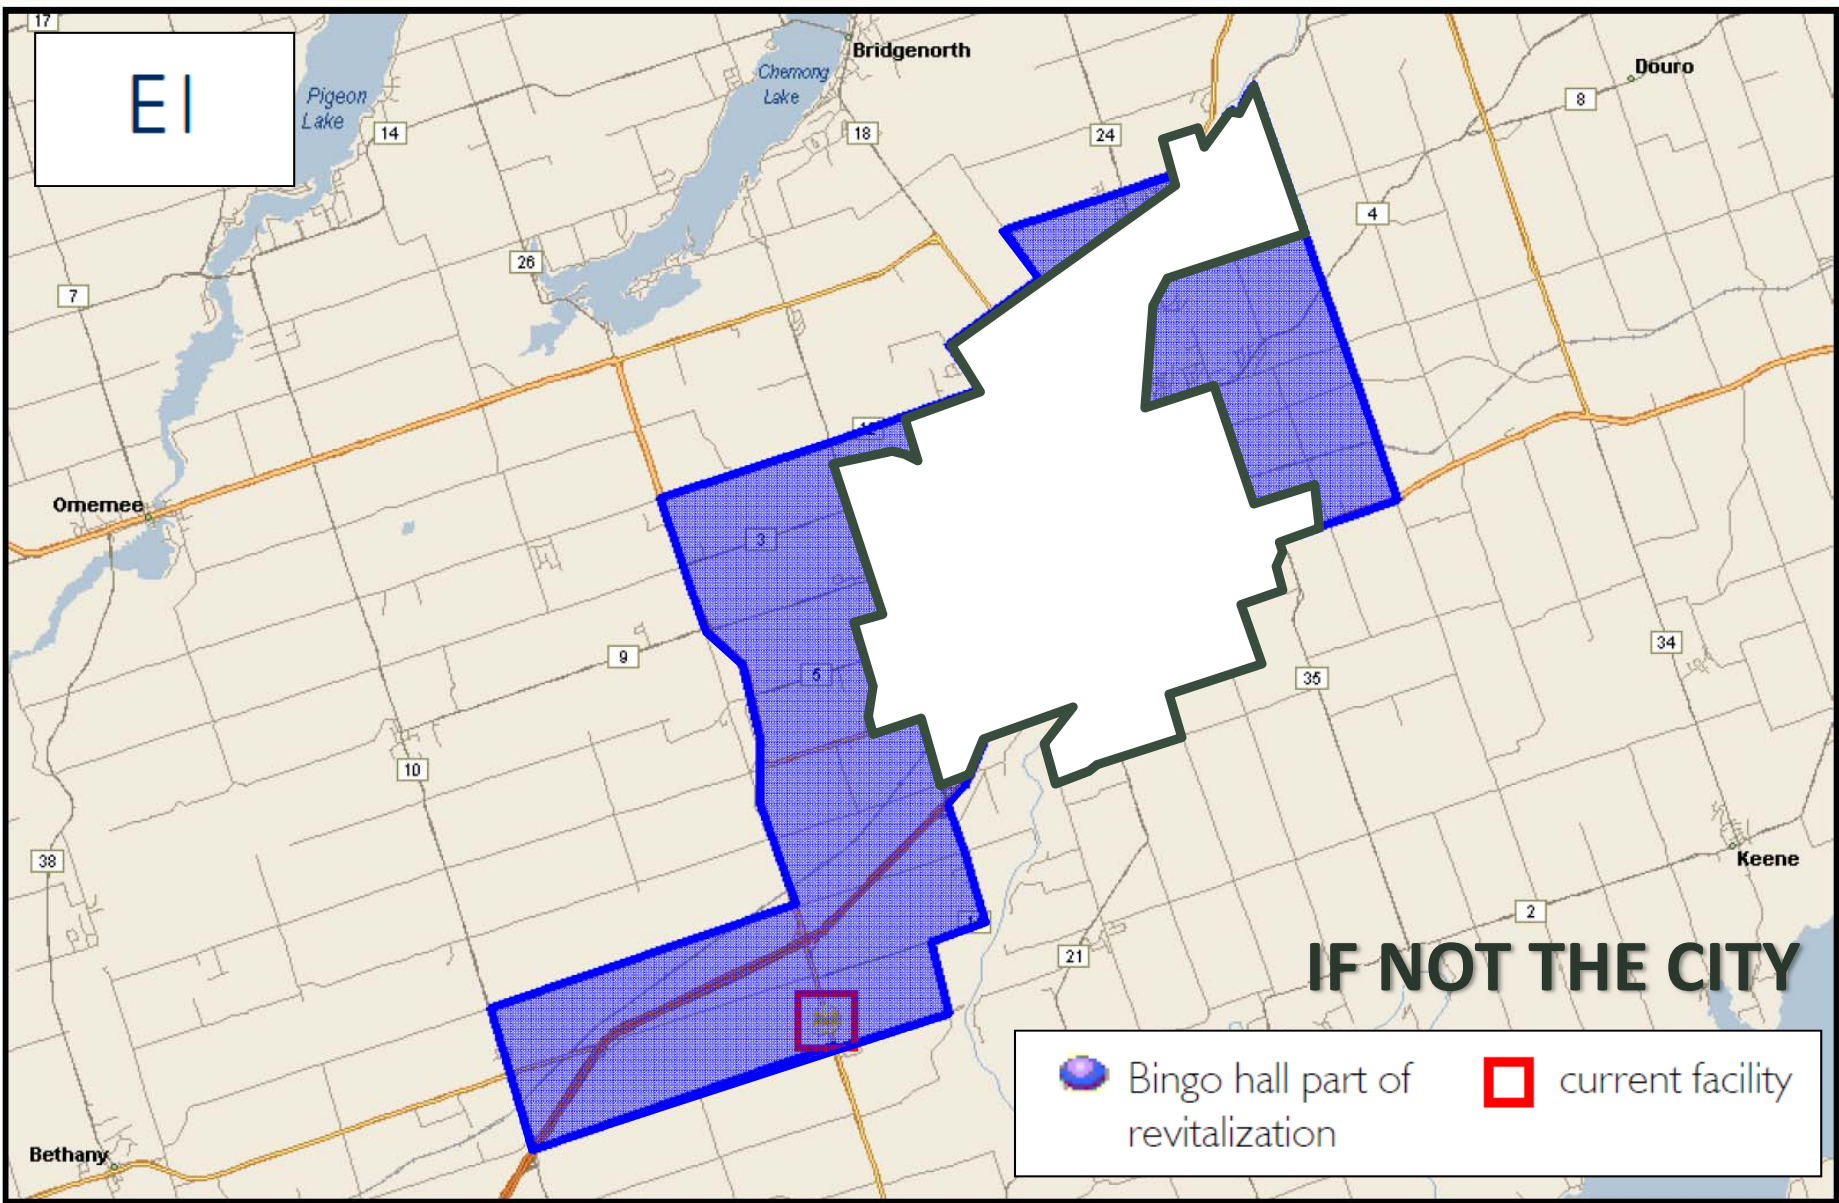 17
E1
Pigeon
Lake
Chemong
Lake
Bridgenorth
Douro
8
14
18
24
4
26
7
Omemee
3
9
5
34
35
10
38
Keene
2
21
IF NOT THE CITY
Bingo hall part of
revitalization
current facility
Bethany